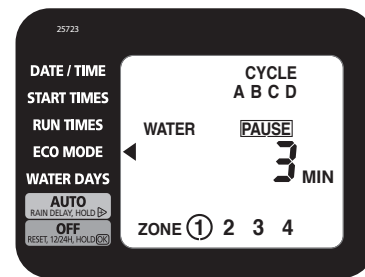 25723
DATE / TIME
START TIMES
RUN TIMES
ECO MODE
WATER DAYS
AUTO
RAIN DELAY, HOLD
OFF
RESET, 12/24H, HOLD OK
CYCLE
A B C D
WATER PAUSE
3 MIN
ZONE 1 2 3 4